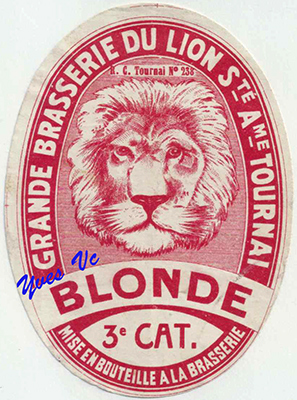 GRANDE BRASSERIE DU LION STÉ AME TOURNAI
R. C. Tournai Nº 238
BLONDE
3e CAT.
MISE EN BOUTEILLE A LA BRASSERIE
Yves Vc